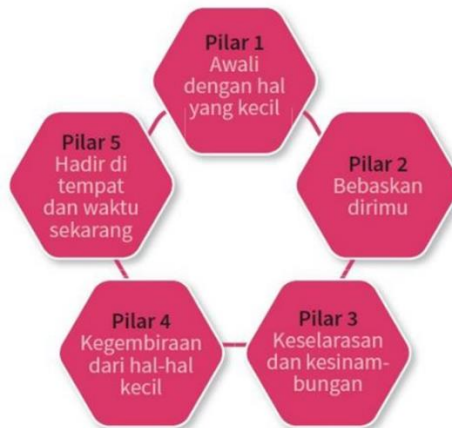 Pilar 1
Awali
dengan hal
yang kecil
Pilar 2
Bebaskan
dirimu
Pilar 3
Keselarasan
dan kesinam-
bungan
Pilar 4
Kegembiraan
dari hal-hal
kecil
Pilar 5
Hadir di
tempat
dan waktu
sekarang